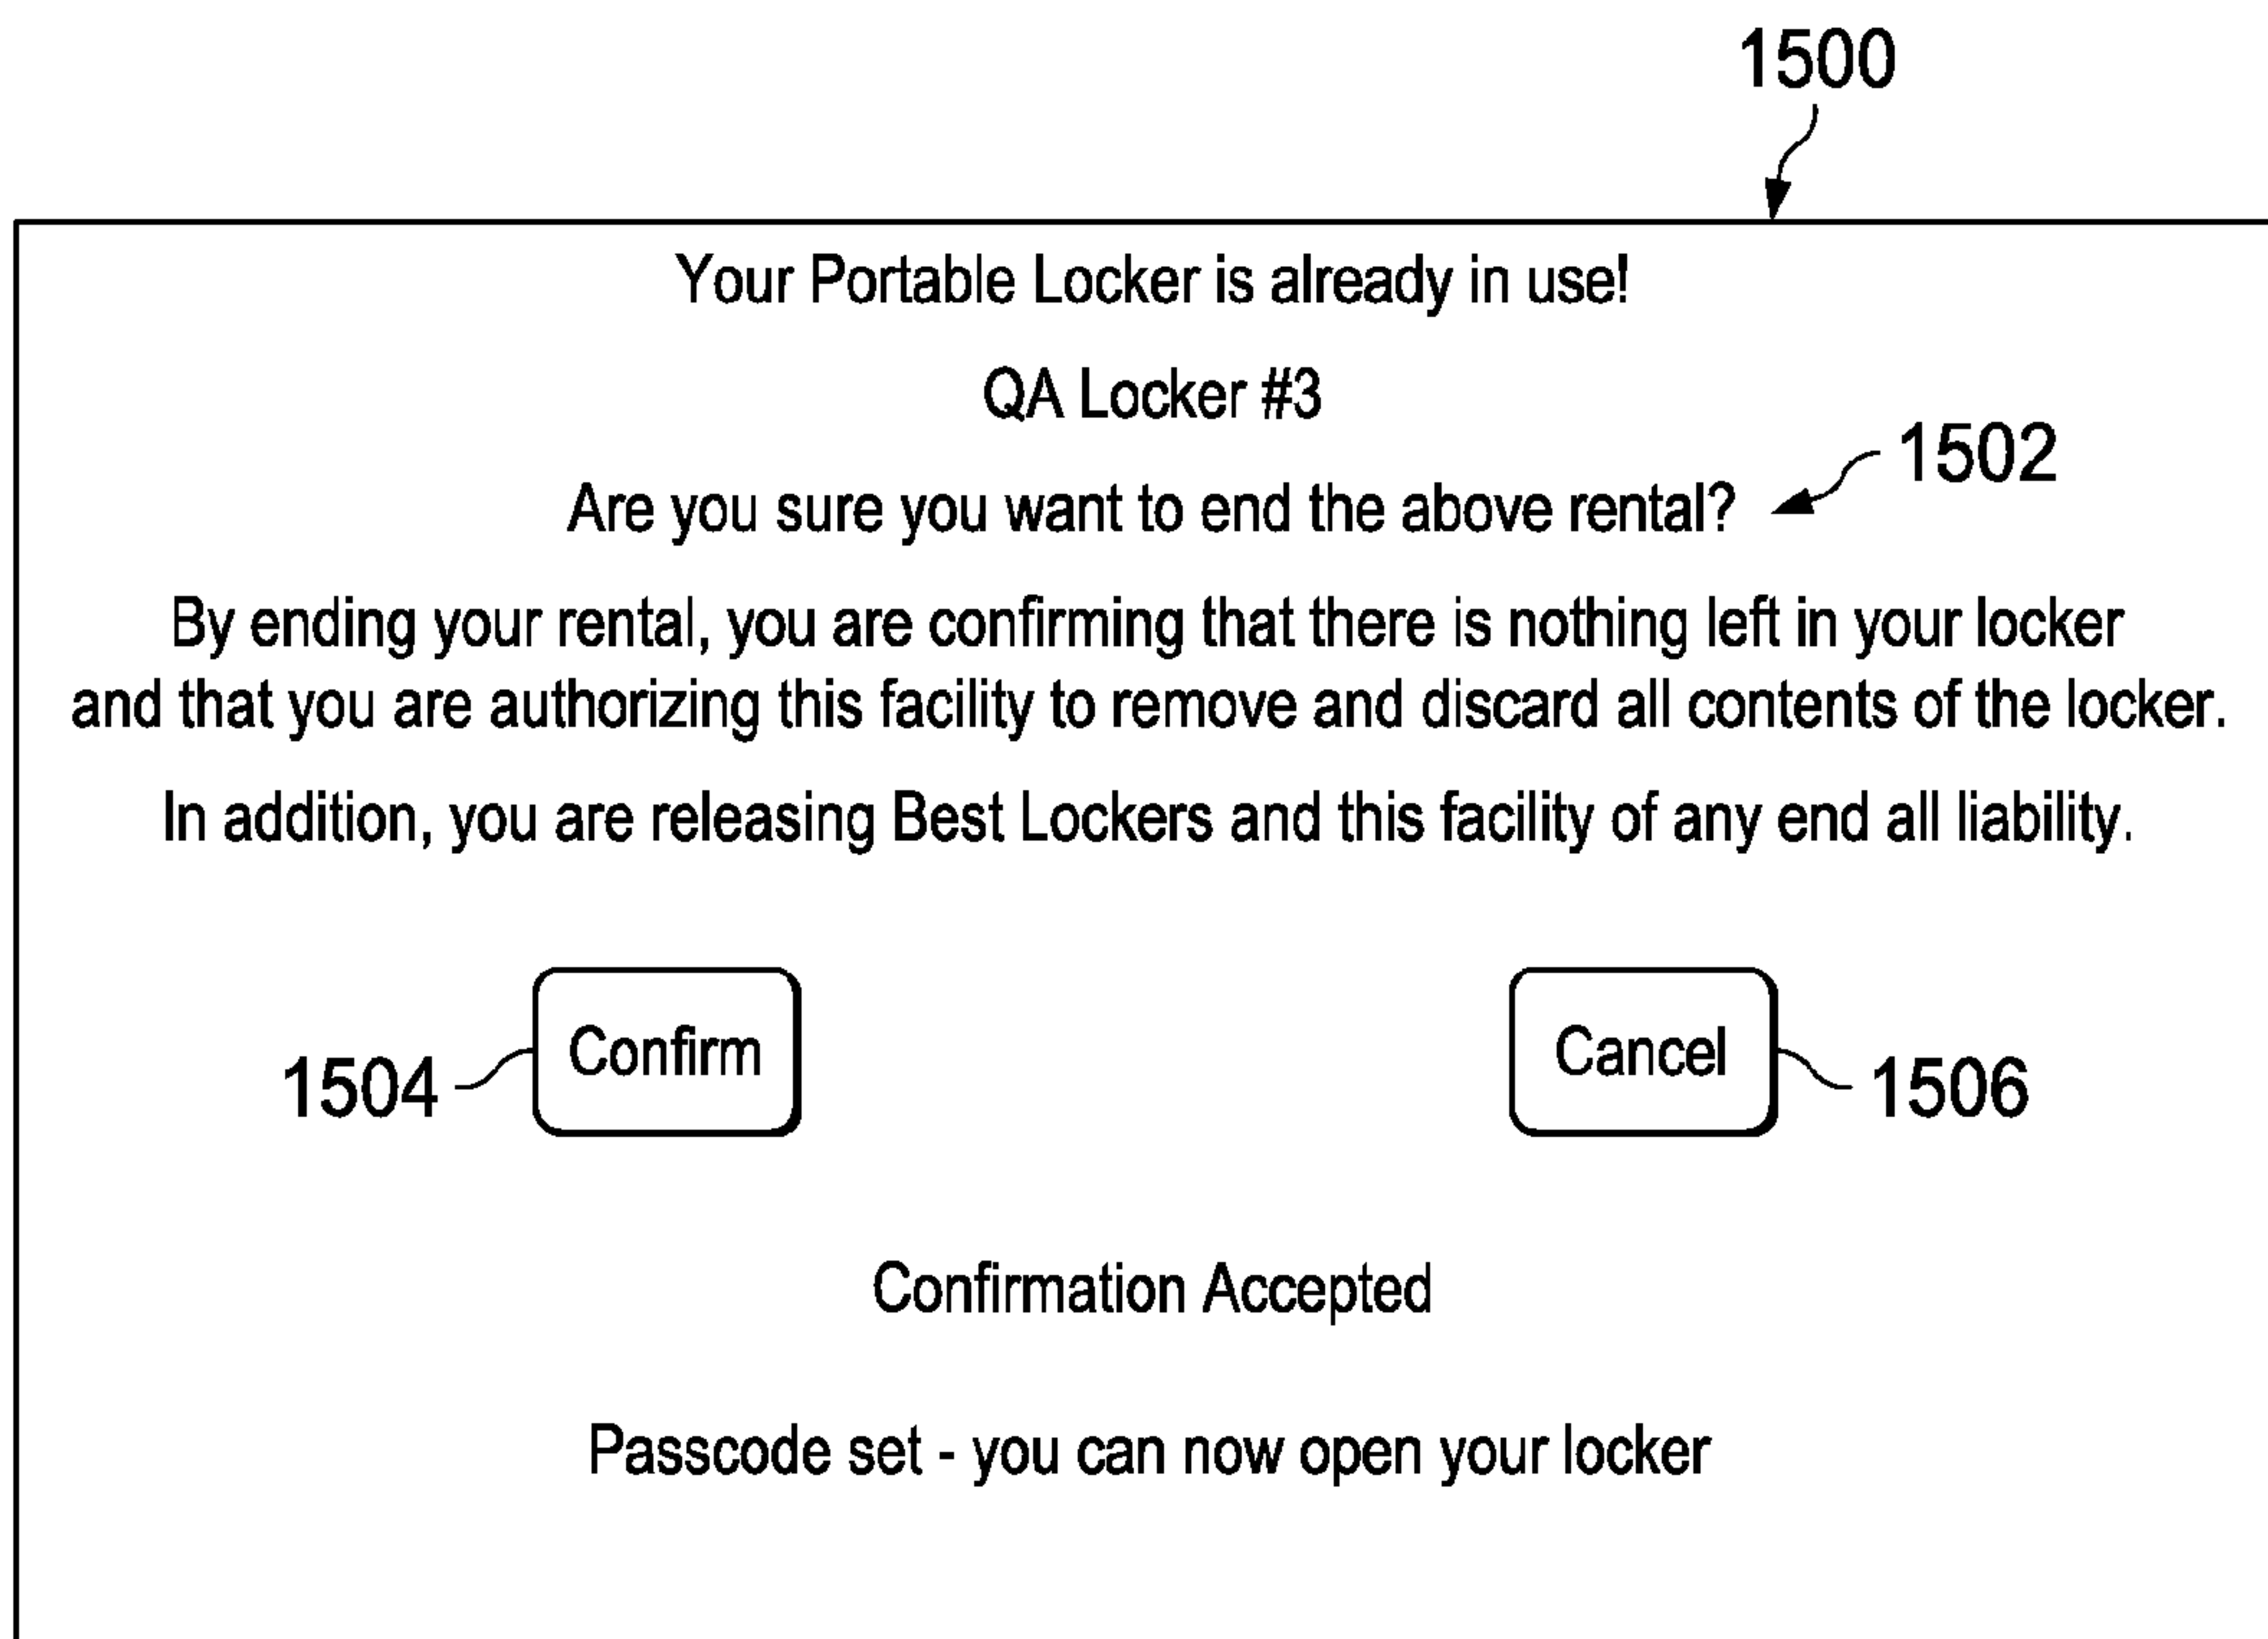 1500
Your Portable Locker is already in use!
QA Locker #3
Are you sure you want to end the above rental?
1502
By ending your rental, you are confirming that there is nothing left in your locker
and that you are authorizing this facility to remove and discard all contents of the locker.
In addition, you are releasing Best Lockers and this facility of any end all liability.
1504
Confirm
Cancel
1506
Confirmation Accepted
Passcode set - you can now open your locker